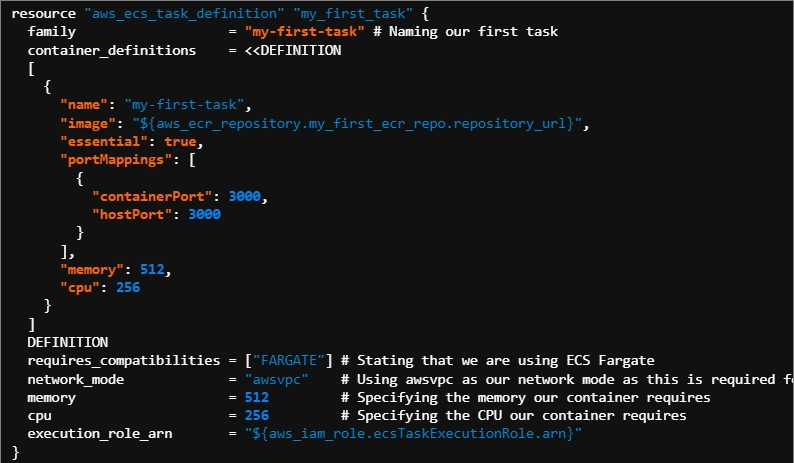 resource "aws_ecs_task_definition" "my_first_task" {
  family                   = "my-first-task" # Naming our first task
  container_definitions    = <<DEFINITION
  [
    {
      "name": "my-first-task",
      "image": "${aws_ecr_repository.my_first_ecr_repo.repository_url}",
      "essential": true,
      "portMappings": [
        {
          "containerPort": 3000,
          "hostPort": 3000
        }
      ],
      "memory": 512,
      "cpu": 256
    }
  ]
  DEFINITION
  requires_compatibilities = ["FARGATE"] # Stating that we are using ECS Fargate
  network_mode             = "awsvpc"    # Using awsvpc as our network mode as this is required
  memory                   = 512         # Specifying the memory our container requires
  cpu                      = 256         # Specifying the CPU our container requires
  execution_role_arn       = "${aws_iam_role.ecsTaskExecutionRole.arn}"
}